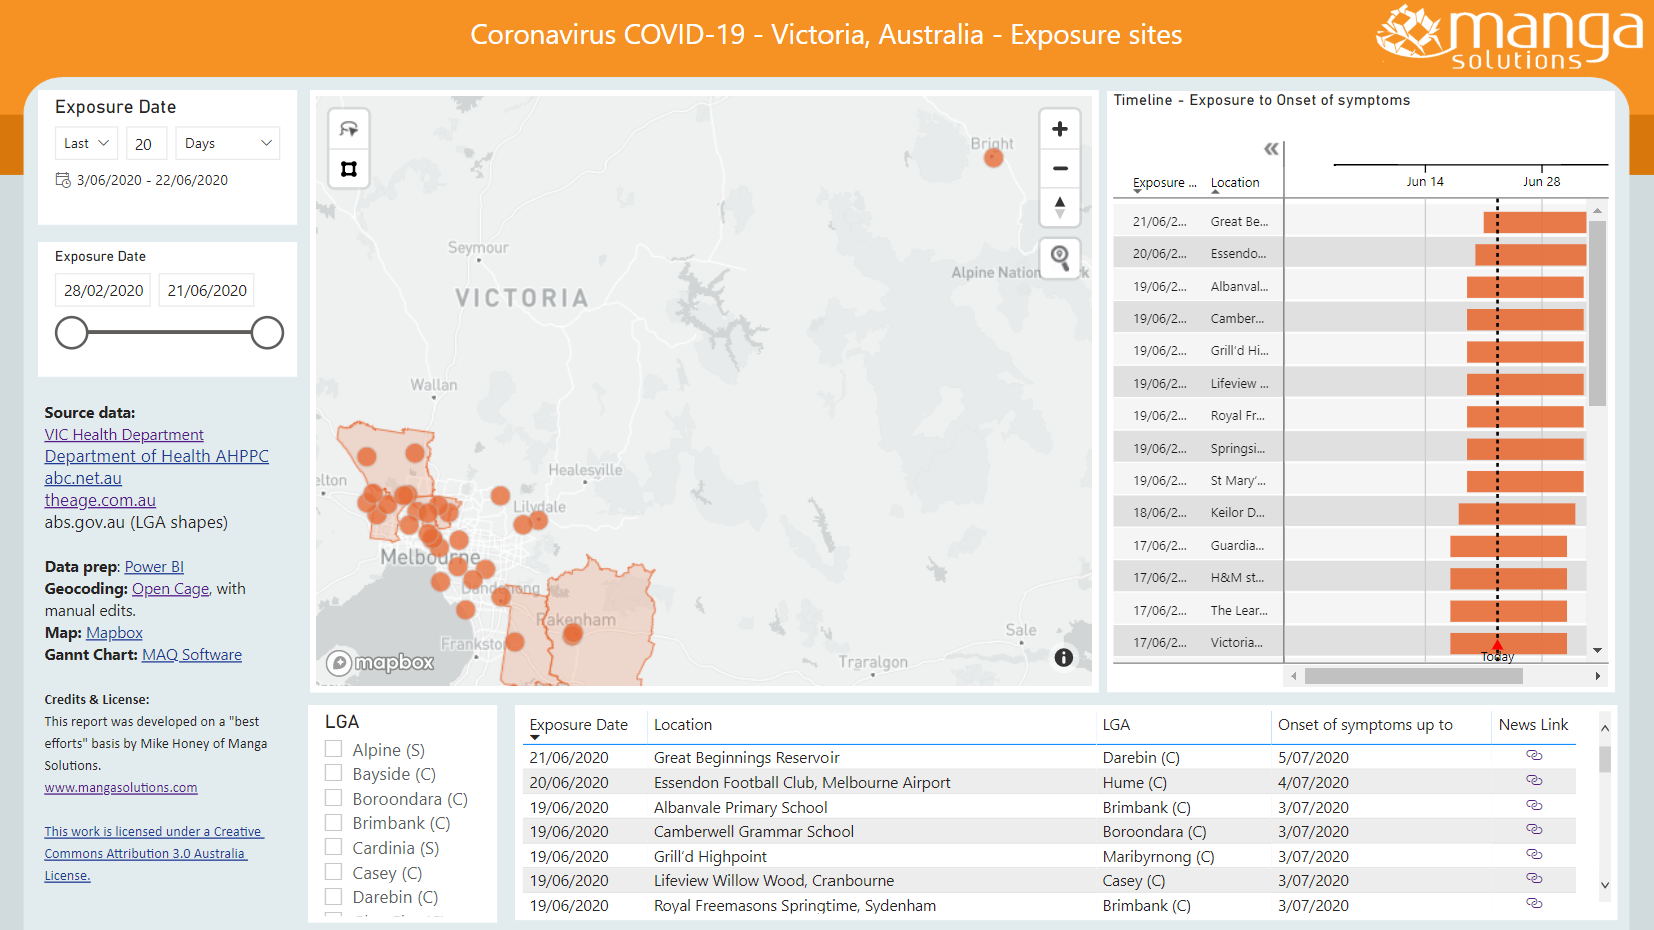 Coronavirus COVID-19 - Victoria, Australia - Exposure sites
manga
solutions
Exposure Date
Last 20 Days
3/06/2020 - 22/06/2020
Exposure Date
28/02/2020 21/06/2020
Source data:
VIC Health Department
Department of Health AHPPC
abc.net.au
theage.com.au
abs.gov.au (LGA shapes)
Data prep: Power BI
Geocoding: Open Cage, with
manual edits.
Map: Mapbox
Gannt Chart: MAQ Software
Credits & License:
This report was developed on a "best
efforts" basis by Mike Honey of Manga
Solutions.
www.mangasolutions.com
This work is licensed under a Creative
Commons Attribution 3.0 Australia
License.
Bright
Seymour
Alpine Nation
k
VICTORIA
Wallan
Healesville
elton
Lilydale
Melbourne
Dandenong
Pakenham
Frankston
Sale
Traralgon
mapbox
Timeline - Exposure to Onset of symptoms
Exposure ... Location Jun 14 Jun 28
21/06/2... Great Be...
20/06/2... Essendo...
19/06/2... Albanval...
19/06/2... Camber...
19/06/2... Grill'd Hi...
19/06/2... Lifeview ...
19/06/2... Royal Fr...
19/06/2... Springsi...
19/06/2... St Mary'...
18/06/2... Keilor D...
17/06/2... Guardia...
17/06/2... H&M st...
17/06/2... The Lear...
17/06/2... Victoria...
Today
LGA
Alpine (S)
Bayside (C)
Boroondara (C)
Brimbank (C)
Cardinia (S)
Casey (C)
Darebin (C)
Exposure Date Location LGA Onset of symptoms up to News Link
21/06/2020 Great Beginnings Reservoir Darebin (C) 5/07/2020
20/06/2020 Essendon Football Club, Melbourne Airport Hume (C) 4/07/2020
19/06/2020 Albanvale Primary School Brimbank (C) 3/07/2020
19/06/2020 Camberwell Grammar School Boroondara (C) 3/07/2020
19/06/2020 Grill'd Highpoint Maribyrnong (C) 3/07/2020
19/06/2020 Lifeview Willow Wood, Cranbourne Casey (C) 3/07/2020
19/06/2020 Royal Freemasons Springtime, Sydenham Brimbank (C) 3/07/2020